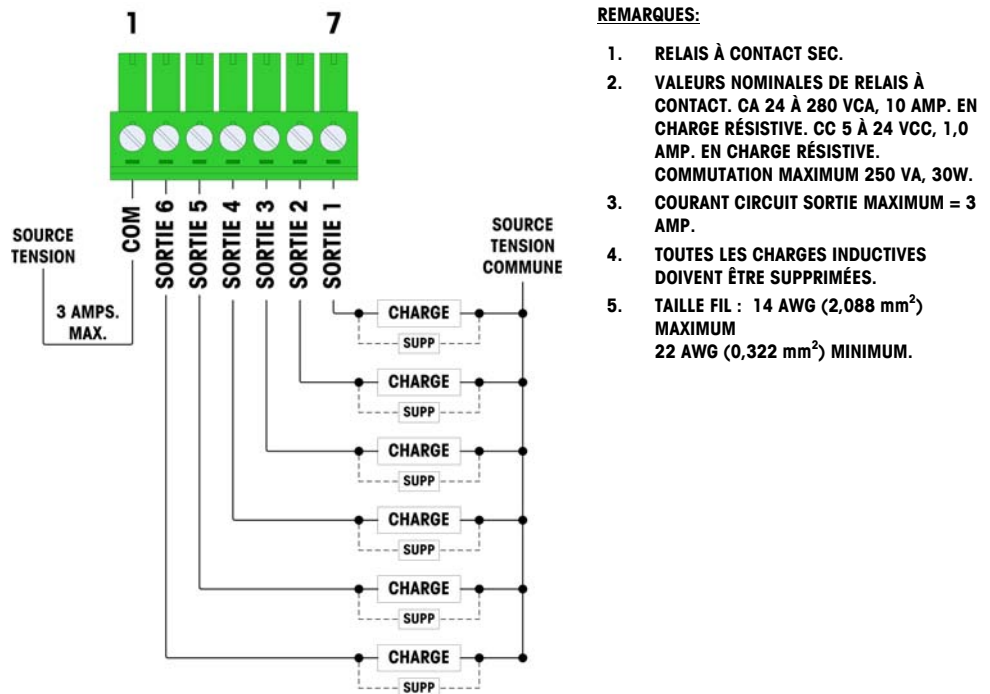 1 7
COM
SORTIE 6
SORTIE 5
SORTIE 4
SORTIE 3
SORTIE 2
SORTIE 1
SOURCE
TENSION
3 AMPS.
MAX.
SOURCE
TENSION
COMMUNE
CHARGE
SUPP
CHARGE
SUPP
CHARGE
SUPP
CHARGE
SUPP
CHARGE
SUPP
CHARGE
SUPP
REMARQUES:
1. RELAIS À CONTACT SEC.
2. VALEURS NOMINALES DE RELAIS À
CONTACT. CA 24 À 280 VCA, 10 AMP. EN
CHARGE RÉSISTIVE. CC 5 À 24 VCC, 1,0
AMP. EN CHARGE RÉSISTIVE.
COMMUTATION MAXIMUM 250 VA, 30W.
3. COURANT CIRCUIT SORTIE MAXIMUM = 3
AMP.
4. TOUTES LES CHARGES INDUCTIVES
DOIVENT ÊTRE SUPPRIMÉES.
5. TAILLE FIL : 14 AWG (2,088 mm²)
MAXIMUM
22 AWG (0,322 mm²) MINIMUM.